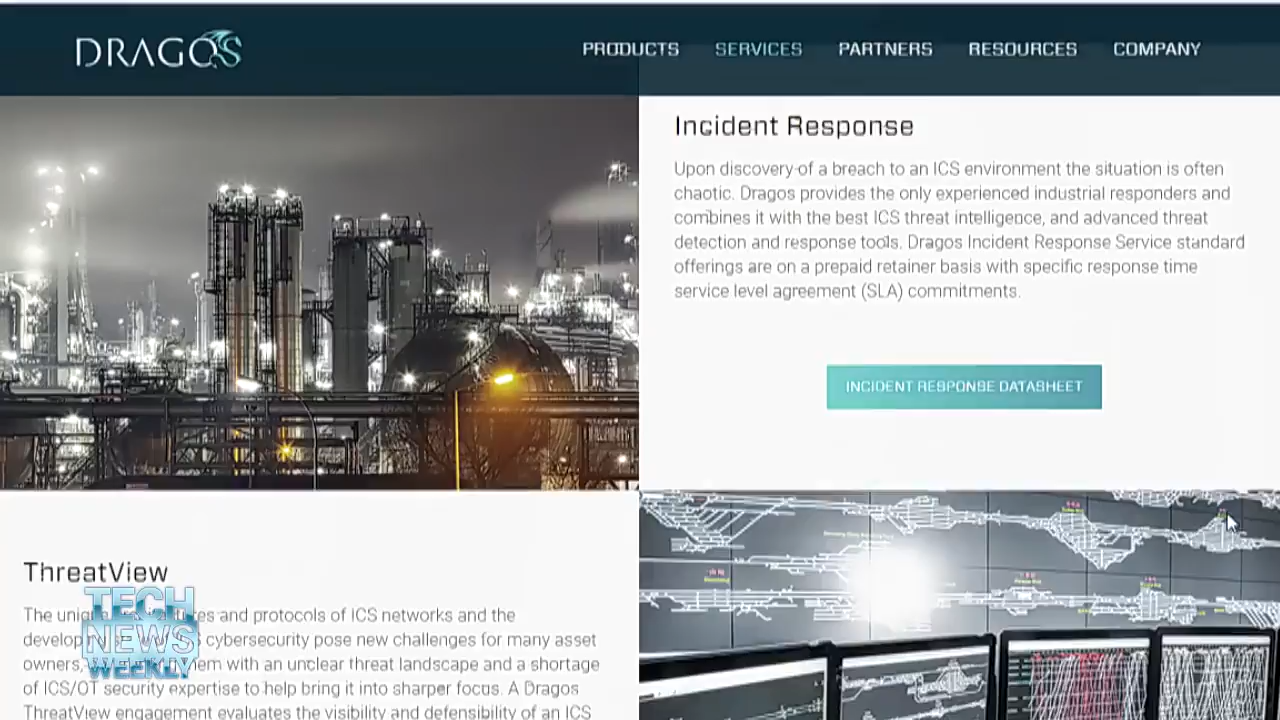 DRAGOS
PRODUCTS
SERVICES
PARTNERS
RESOURCES
COMPANY
Incident Response
Upon discovery of a breach to an ICS environment the situation is often
chaotic. Dragos provides the only experienced industrial responders and
combines it with the best ICS threat intelligence, and advanced threat
detection and response tools. Dragos Incident Response Service standard
offerings are on a prepaid retainer basis with specific response time
service level agreement (SLA) commitments.
INCIDENT RESPONSE DATASHEET
ThreatView
The and protocols of ICS networks and the
cybersecurity pose new challenges for many asset
owners, with an unclear threat landscape and a shortage
of ICS/OT security expertise to help bring it into sharper focus. A Dragos
ThreatView engagement evaluates the visibility and defensibility of an ICS
TECH
NEWS
WEEKLY